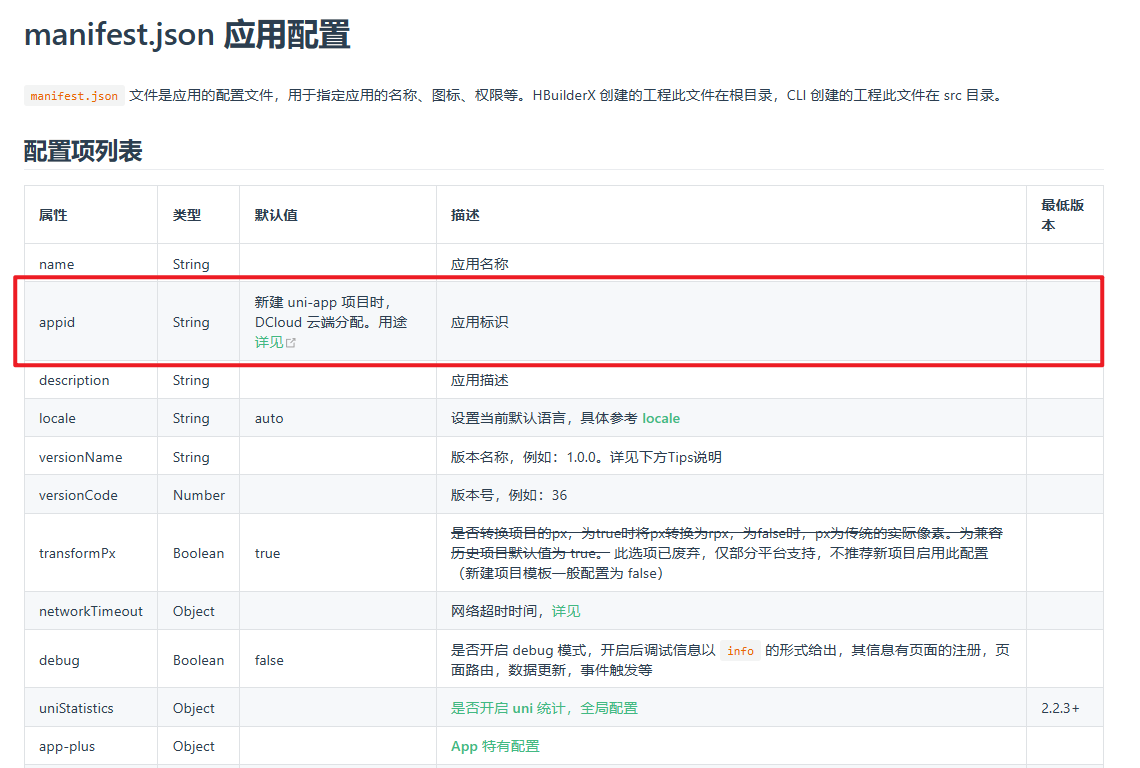 manifest.json 应用配置
manifest.json 文件是应用的配置文件，用于指定应用的名称、图标、权限等。HBuilderX 创建的工程此文件在根目录，CLI 创建的工程此文件在 src 目录。
配置项列表
属性 类型 默认值 描述 最低版
本
name String 应用名称
appid String 新建 uni-app 项目时，
DCloud 云端分配。用途
详见 应用标识
description String 应用描述
locale String auto 设置当前默认语言，具体参考 locale
versionName String 版本名称，例如：1.0.0。详见下方Tips说明
versionCode Number 版本号，例如：36
transformPx Boolean true 是否转换项目的px，为true时将px转换为rpx，为false时，px为传统的实际像素。为兼容
历史项目默认值为 true。 此选项已废弃，仅部分平台支持，不推荐新项目启用此配置
（新建项目模板一般配置为 false）
networkTimeout Object 网络超时时间，详见
debug Boolean false 是否开启 debug 模式，开启后调试信息以 info 的形式给出，其信息有页面的注册，页
面路由，数据更新，事件触发等
uniStatistics Object 是否开启 uni 统计，全局配置 2.2.3+
app-plus Object App 特有配置